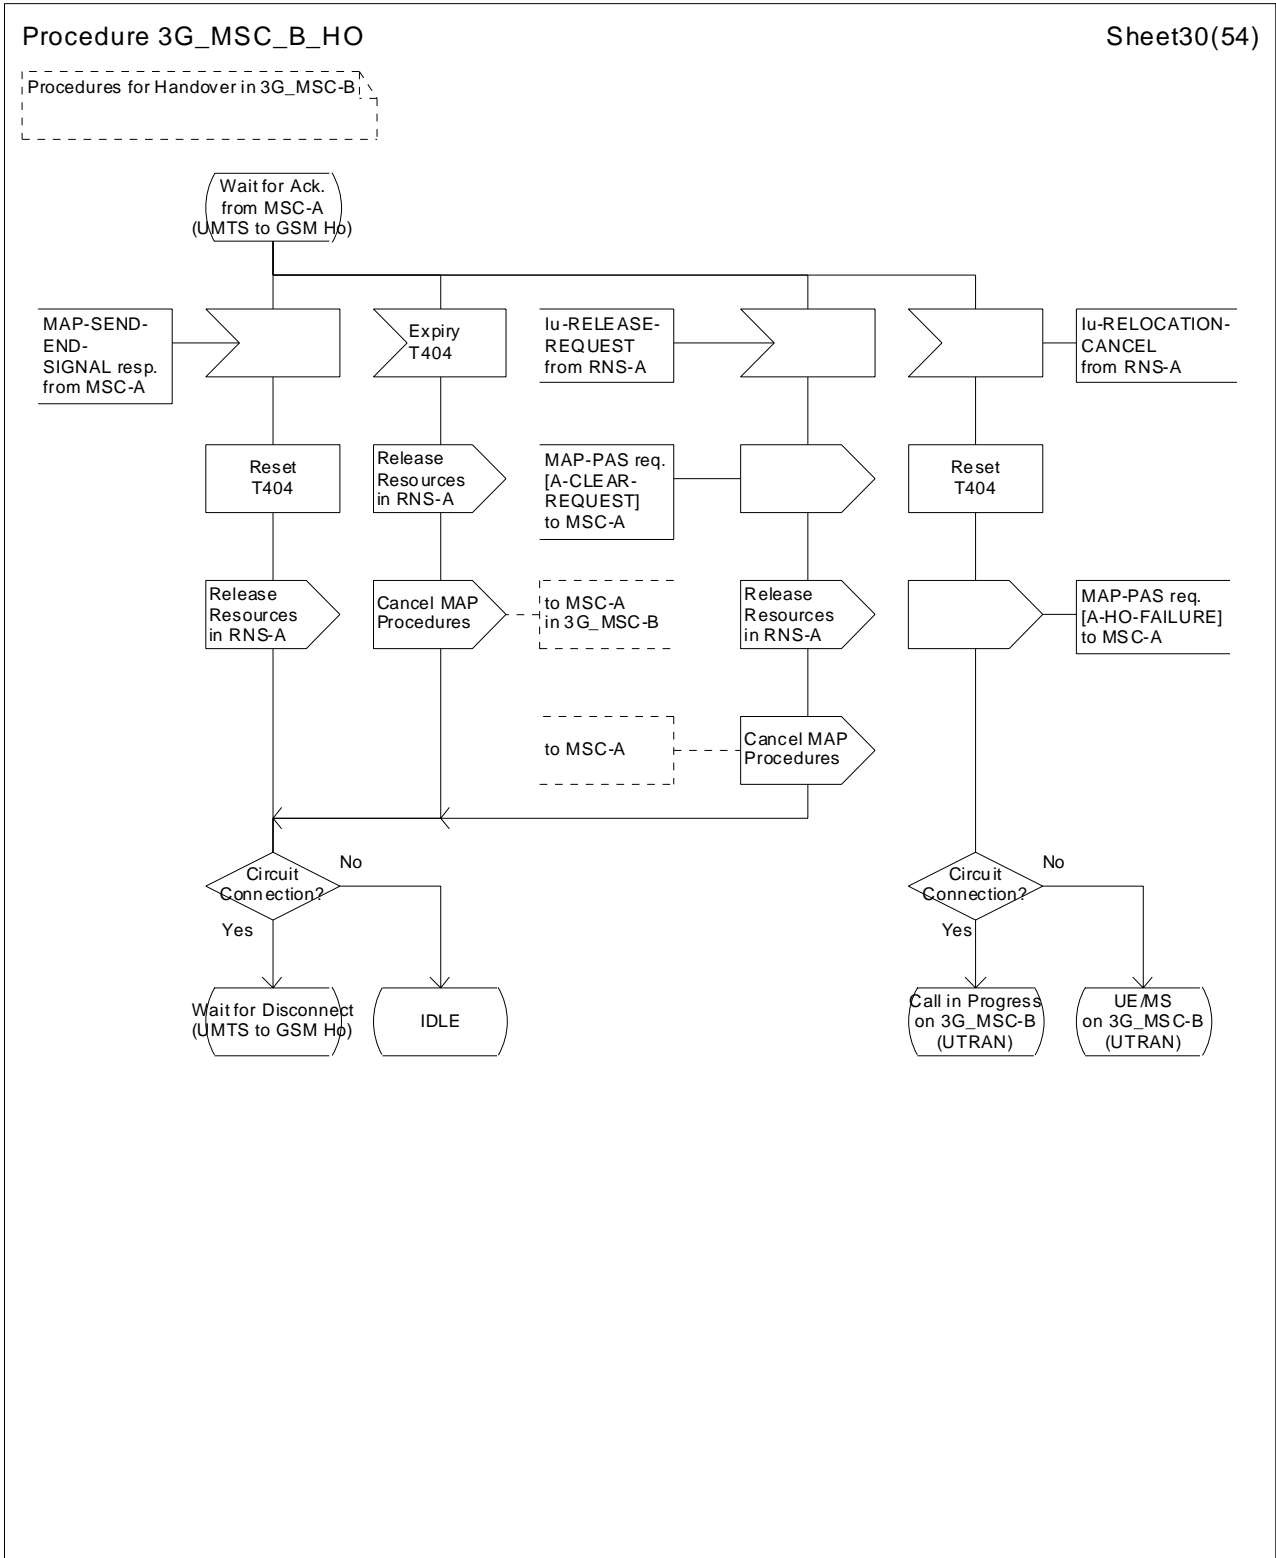 Procedure 3G_MSC_B_HO
Sheet30(54)
Procedures for Handover in 3G_MSC-B
Wait for Ack.
from MSC-A
(UMTS to GSM Ho)
MAP-SEND-
END-
SIGNAL resp.
from MSC-A
Expiry
T404
Iu-RELEASE-
REQUEST
from RNS-A
Iu-RELOCATION-
CANCEL
from RNS-A
Reset
T404
Release
Resources
in RNS-A
MAP-PAS req.
[A-CLEAR-
REQUEST]
to MSC-A
Reset
T404
Release
Resources
in RNS-A
Cancel MAP
Procedures
to MSC-A
in 3G_MSC-B
Release
Resources
in RNS-A
MAP-PAS req.
[A-HO-FAILURE]
to MSC-A
to MSC-A
Cancel MAP
Procedures
Circuit
Connection?
No
Yes
Circuit
Connection?
No
Yes
Wait for Disconnect
(UMTS to GSM Ho)
IDLE
Call in Progress
on 3G_MSC-B
(UTRAN)
UE/MS
on 3G_MSC-B
(UTRAN)